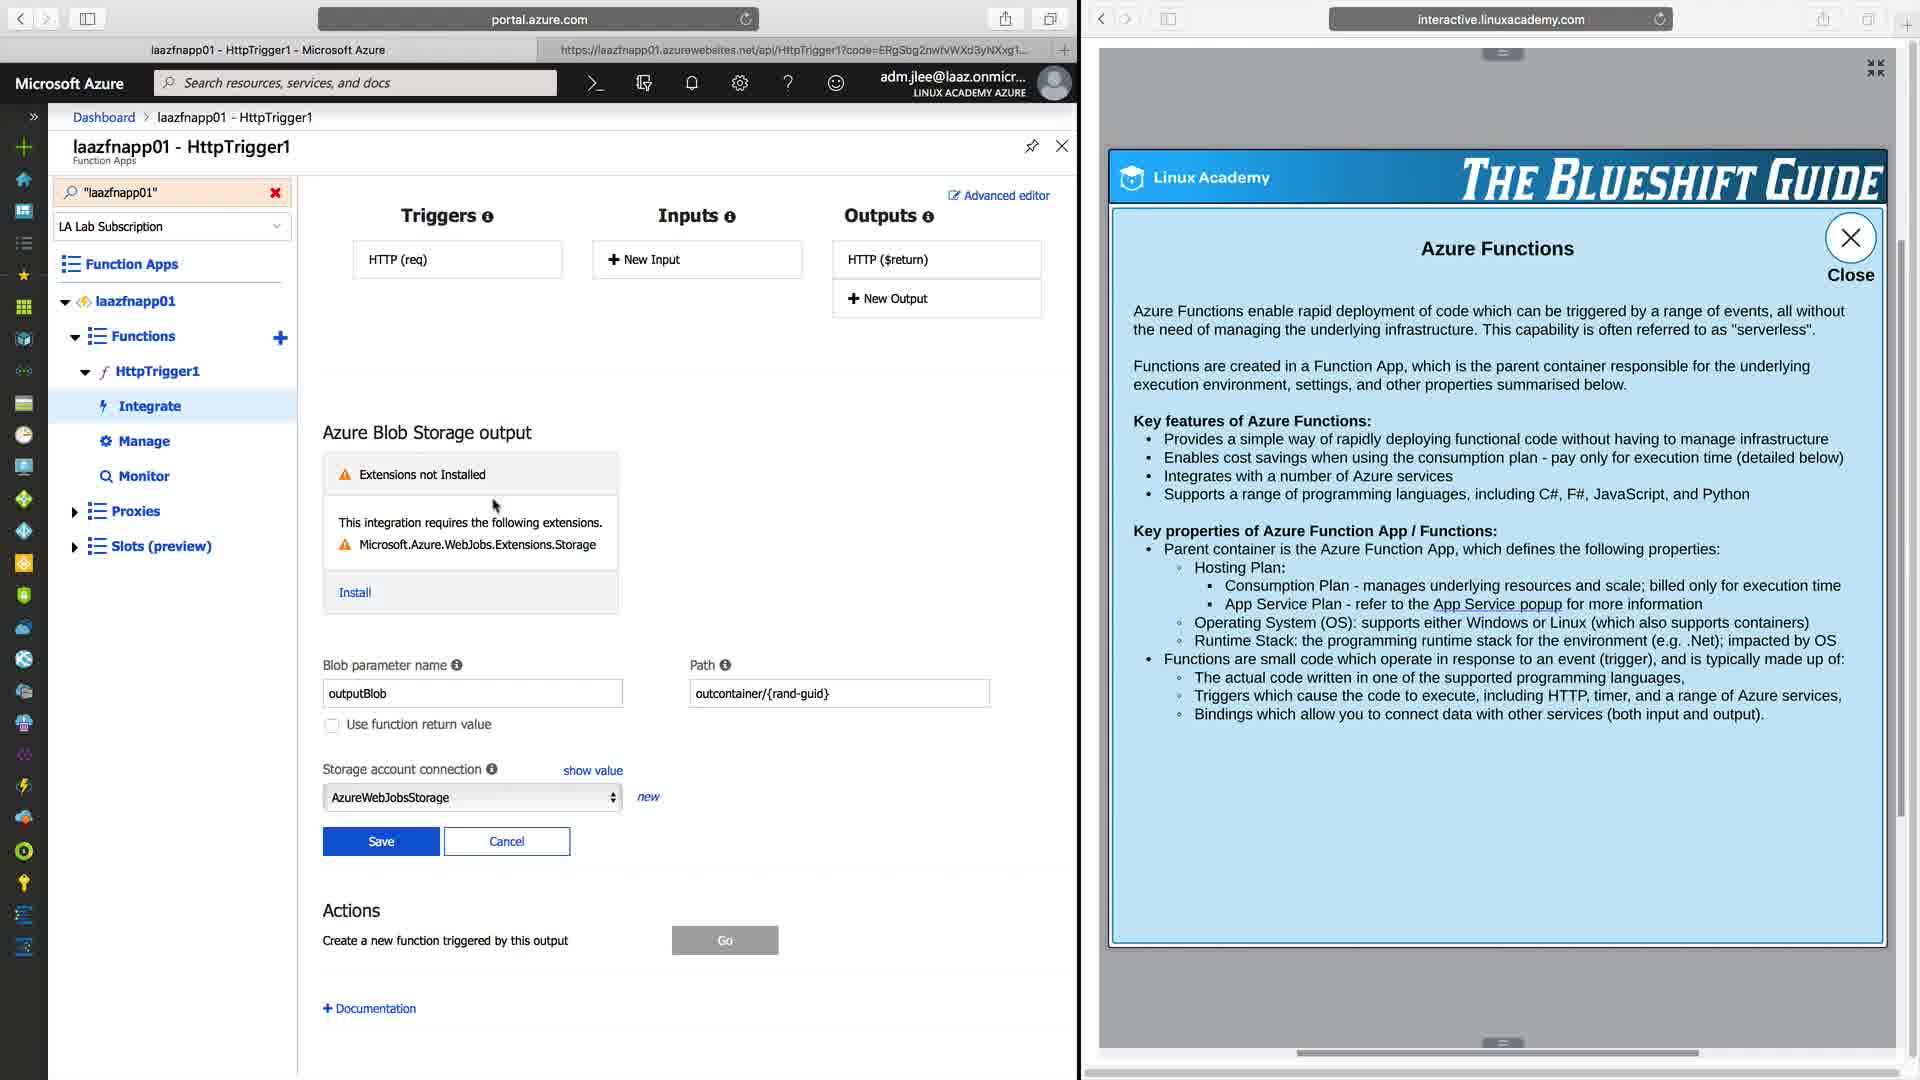 portal.azure.com
laazfnapp01 - HttpTrigger1 - Microsoft Azure
https://laazfnapp01.azurewebsites.net/api/HttpTrigger1?code=
Microsoft Azure
Search resources, services, and docs
adm.jlee@laaz.onmicr...
LINUX ACADEMY AZURE
Dashboard > laazfnapp01 - HttpTrigger1
laazfnapp01 - HttpTrigger1
Function Apps
"laazfnapp01"
LA Lab Subscription
Function Apps
laazfnapp01
Functions
HttpTrigger1
Integrate
Manage
Monitor
Proxies
Slots (preview)
Advanced editor
Triggers
Inputs
Outputs
HTTP (req)
New Input
HTTP ($return)
New Output
Azure Blob Storage output
Extensions not Installed
This integration requires the following extensions.
Microsoft.Azure.WebJobs.Extensions.Storage
Install
Blob parameter name
Path
outputBlob
outcontainer/{rand-guid}
Use function return value
Storage account connection
show value
AzureWebJobsStorage
new
Save
Cancel
Actions
Create a new function triggered by this output
Go
+ Documentation
interactive.linuxacademy.com
Linux Academy
THE BLUESHIFT GUIDE
Azure Functions
Close
Azure Functions enable rapid deployment of code which can be triggered by a range of events, all without
the need of managing the underlying infrastructure. This capability is often referred to as "serverless".
Functions are created in a Function App, which is the parent container responsible for the underlying
execution environment, settings, and other properties summarised below.
Key features of Azure Functions:
• Provides a simple way of rapidly deploying functional code without having to manage infrastructure
• Enables cost savings when using the consumption plan - pay only for execution time (detailed below)
• Integrates with a number of Azure services
• Supports a range of programming languages, including C#, F#, JavaScript, and Python
Key properties of Azure Function App / Functions:
• Parent container is the Azure Function App, which defines the following properties:
◦ Hosting Plan:
▪ Consumption Plan - manages underlying resources and scale; billed only for execution time
▪ App Service Plan - refer to the App Service popup for more information
◦ Operating System (OS): supports either Windows or Linux (which also supports containers)
◦ Runtime Stack: the programming runtime stack for the environment (e.g. .Net); impacted by OS
• Functions are small code which operate in response to an event (trigger), and is typically made up of:
◦ The actual code written in one of the supported programming languages,
◦ Triggers which cause the code to execute, including HTTP, timer, and a range of Azure services,
◦ Bindings which allow you to connect data with other services (both input and output).